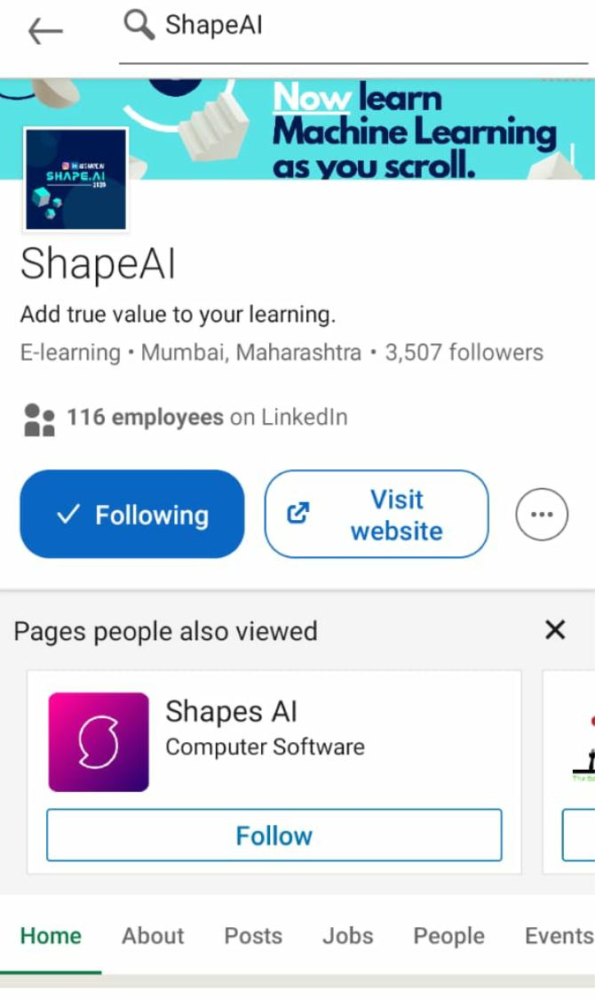 ShapeAI
Now learn
Machine Learning
as you scroll.
SHAPE.AI
ShapeAI
Add true value to your learning.
E-learning • Mumbai, Maharashtra • 3,507 followers
116 employees on LinkedIn
Following
Visit
website
Pages people also viewed
Shapes AI
Computer Software
Follow
Home About Posts Jobs People Events